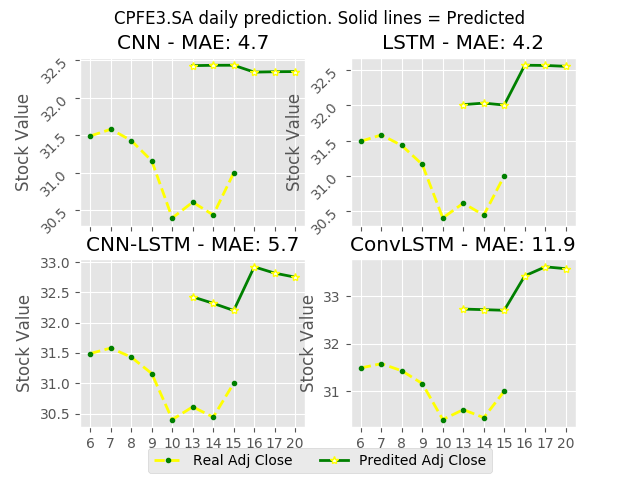 CPFE3.SA daily prediction. Solid lines = Predicted
CNN - MAE: 4.7
LSTM - MAE: 4.2
Stock Value
32.5
32.0
31.5
31.0
30.5
Stock Value
32.5
32.0
31.5
31.0
30.5
CNN-LSTM - MAE: 5.7
ConvLSTM - MAE: 11.9
Stock Value
33.0
32.5
32.0
31.5
31.0
30.5
6 7 8 9 10 13 14 15 16 17 20
Stock Value
33
32
31
6 7 8 9 10 13 14 15 16 17 20
Real Adj Close
Predited Adj Close